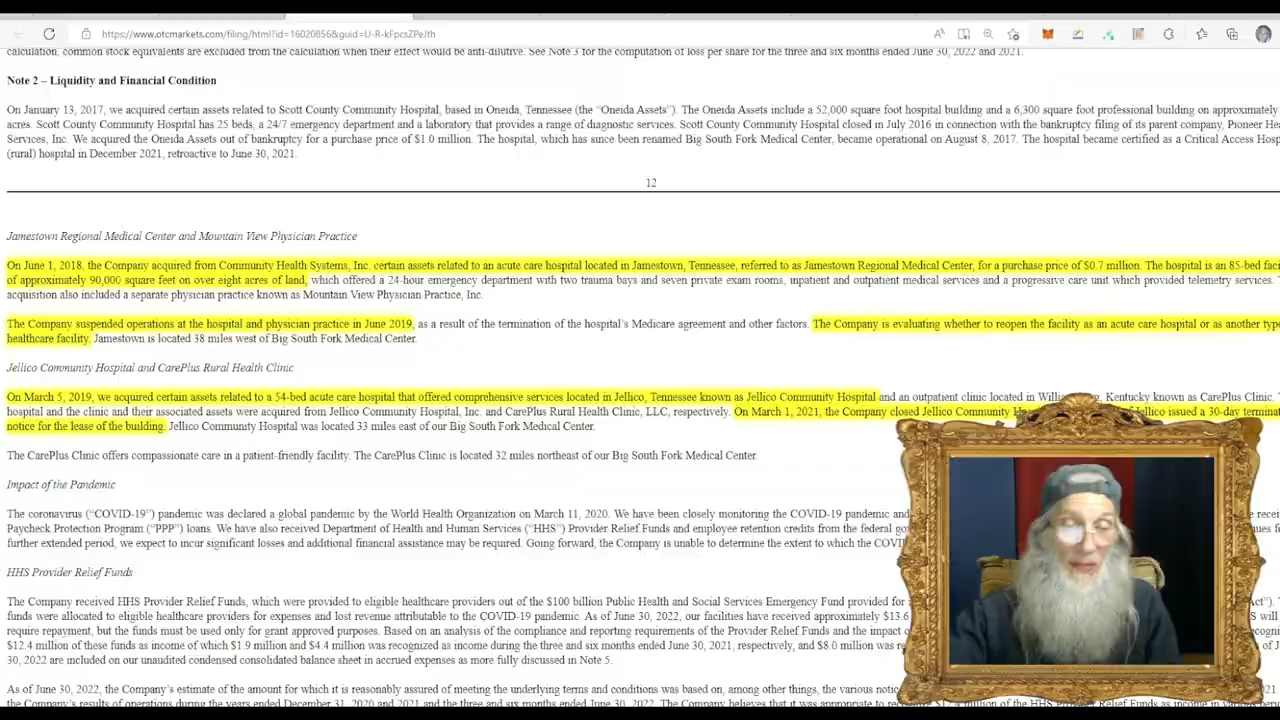 https://www.otcmarkets.com/filing/html?id=16020856&guid=U-R-kFpcsZPeJth
calculation, common stock equivalents are excluded from the calculation when their effect would be anti-dilutive. See Note 3 for the computation of loss per share for the three and six months ended June 30, 2022 and 2021.
Note 2 – Liquidity and Financial Condition
On January 13, 2017, we acquired certain assets related to Scott County Community Hospital, based in Oneida, Tennessee (the “Oneida Assets”). The Oneida Assets include a 52,000 square foot hospital building and a 6,300 square foot professional building on approximately
acres. Scott County Community Hospital has 25 beds, a 24/7 emergency department and a laboratory that provides a range of diagnostic services. Scott County Community Hospital closed in July 2016 in connection with the bankruptcy filing of its parent company, Pioneer
Services, Inc. We acquired the Oneida Assets out of bankruptcy for a purchase price of $1.0 million. The hospital, which has since been renamed Big South Fork Medical Center, became operational on August 8, 2017. The hospital became certified as a Critical Access
(rural) hospital in December 2021, retroactive to June 30, 2021.
12
Jamestown Regional Medical Center and Mountain View Physician Practice
On June 1, 2018, the Company acquired from Community Health Systems, Inc. certain assets related to an acute care hospital located in Jamestown, Tennessee, referred to as Jamestown Regional Medical Center, for a purchase price of $0.7 million. The hospital is an 85-bed
of approximately 90,000 square feet on over eight acres of land, which offered a 24-hour emergency department with two trauma bays and seven private exam rooms, inpatient and outpatient medical services and a progressive care unit which provided telemetry services.
acquisition also included a separate physician practice known as Mountain View Physician Practice, Inc.
The Company suspended operations at the hospital and physician practice in June 2019, as a result of the termination of the hospital’s Medicare agreement and other factors. The Company is evaluating whether to reopen the facility as an acute care hospital or as another type
healthcare facility. Jamestown is located 38 miles west of Big South Fork Medical Center.
Jellico Community Hospital and CarePlus Rural Health Clinic
On March 5, 2019, we acquired certain assets related to a 54-bed acute care hospital that offered comprehensive services located in Jellico, Tennessee known as Jellico Community Hospital and an outpatient clinic located in Kentucky known as CarePlus Clinic.
hospital and the clinic and their associated assets were acquired from Jellico Community Hospital, Inc. and CarePlus Rural Health Clinic, LLC, respectively. On March 1, 2021, the Company closed Jellico Community of Jellico issued a 30-day
notice for the lease of the building. Jellico Community Hospital was located 33 miles east of our Big South Fork Medical Center.
The CarePlus Clinic offers compassionate care in a patient-friendly facility. The CarePlus Clinic is located 32 miles northeast of our Big South Fork Medical Center.
Impact of the Pandemic
The coronavirus (“COVID-19”) pandemic was declared a global pandemic by the World Health Organization on March 11, 2020. We have been closely monitoring the COVID-19 pandemic and
Paycheck Protection Program (“PPP”) loans. We have also received Department of Health and Human Services (“HHS”) Provider Relief Funds and employee retention credits from the federal
further extended period, we expect to incur significant losses and additional financial assistance may be required. Going forward, the Company is unable to determine the extent to which the
HHS Provider Relief Funds
The Company received HHS Provider Relief Funds, which were provided to eligible healthcare providers out of the $100 billion Public Health and Social Services Emergency Fund provided for
funds were allocated to eligible healthcare providers for expenses and lost revenue attributable to the COVID-19 pandemic. As of June 30, 2022, our facilities have received approximately $13.6 will
require repayment, but the funds must be used only for grant approved purposes. Based on an analysis of the compliance and reporting requirements of the Provider Relief Funds and the impact
$12.4 million of these funds as income of which $1.9 million and $4.4 million was recognized as income during the three and six months ended June 30, 2021, respectively, and $8.0 million was of
30, 2022 are included on our unaudited condensed consolidated balance sheet in accrued expenses as more fully discussed in Note 5.
As of June 30, 2022, the Company’s estimate of the amount for which it is reasonably assured of meeting the underlying terms and conditions was based on, among other things, the various 2021
the Company’s results of operations during the years ended December 31, 2020 and 2021 and the three and six months ended June 30, 2022. The Company believes that it was appropriate to million of the HHS Provider Relief Funds as income in